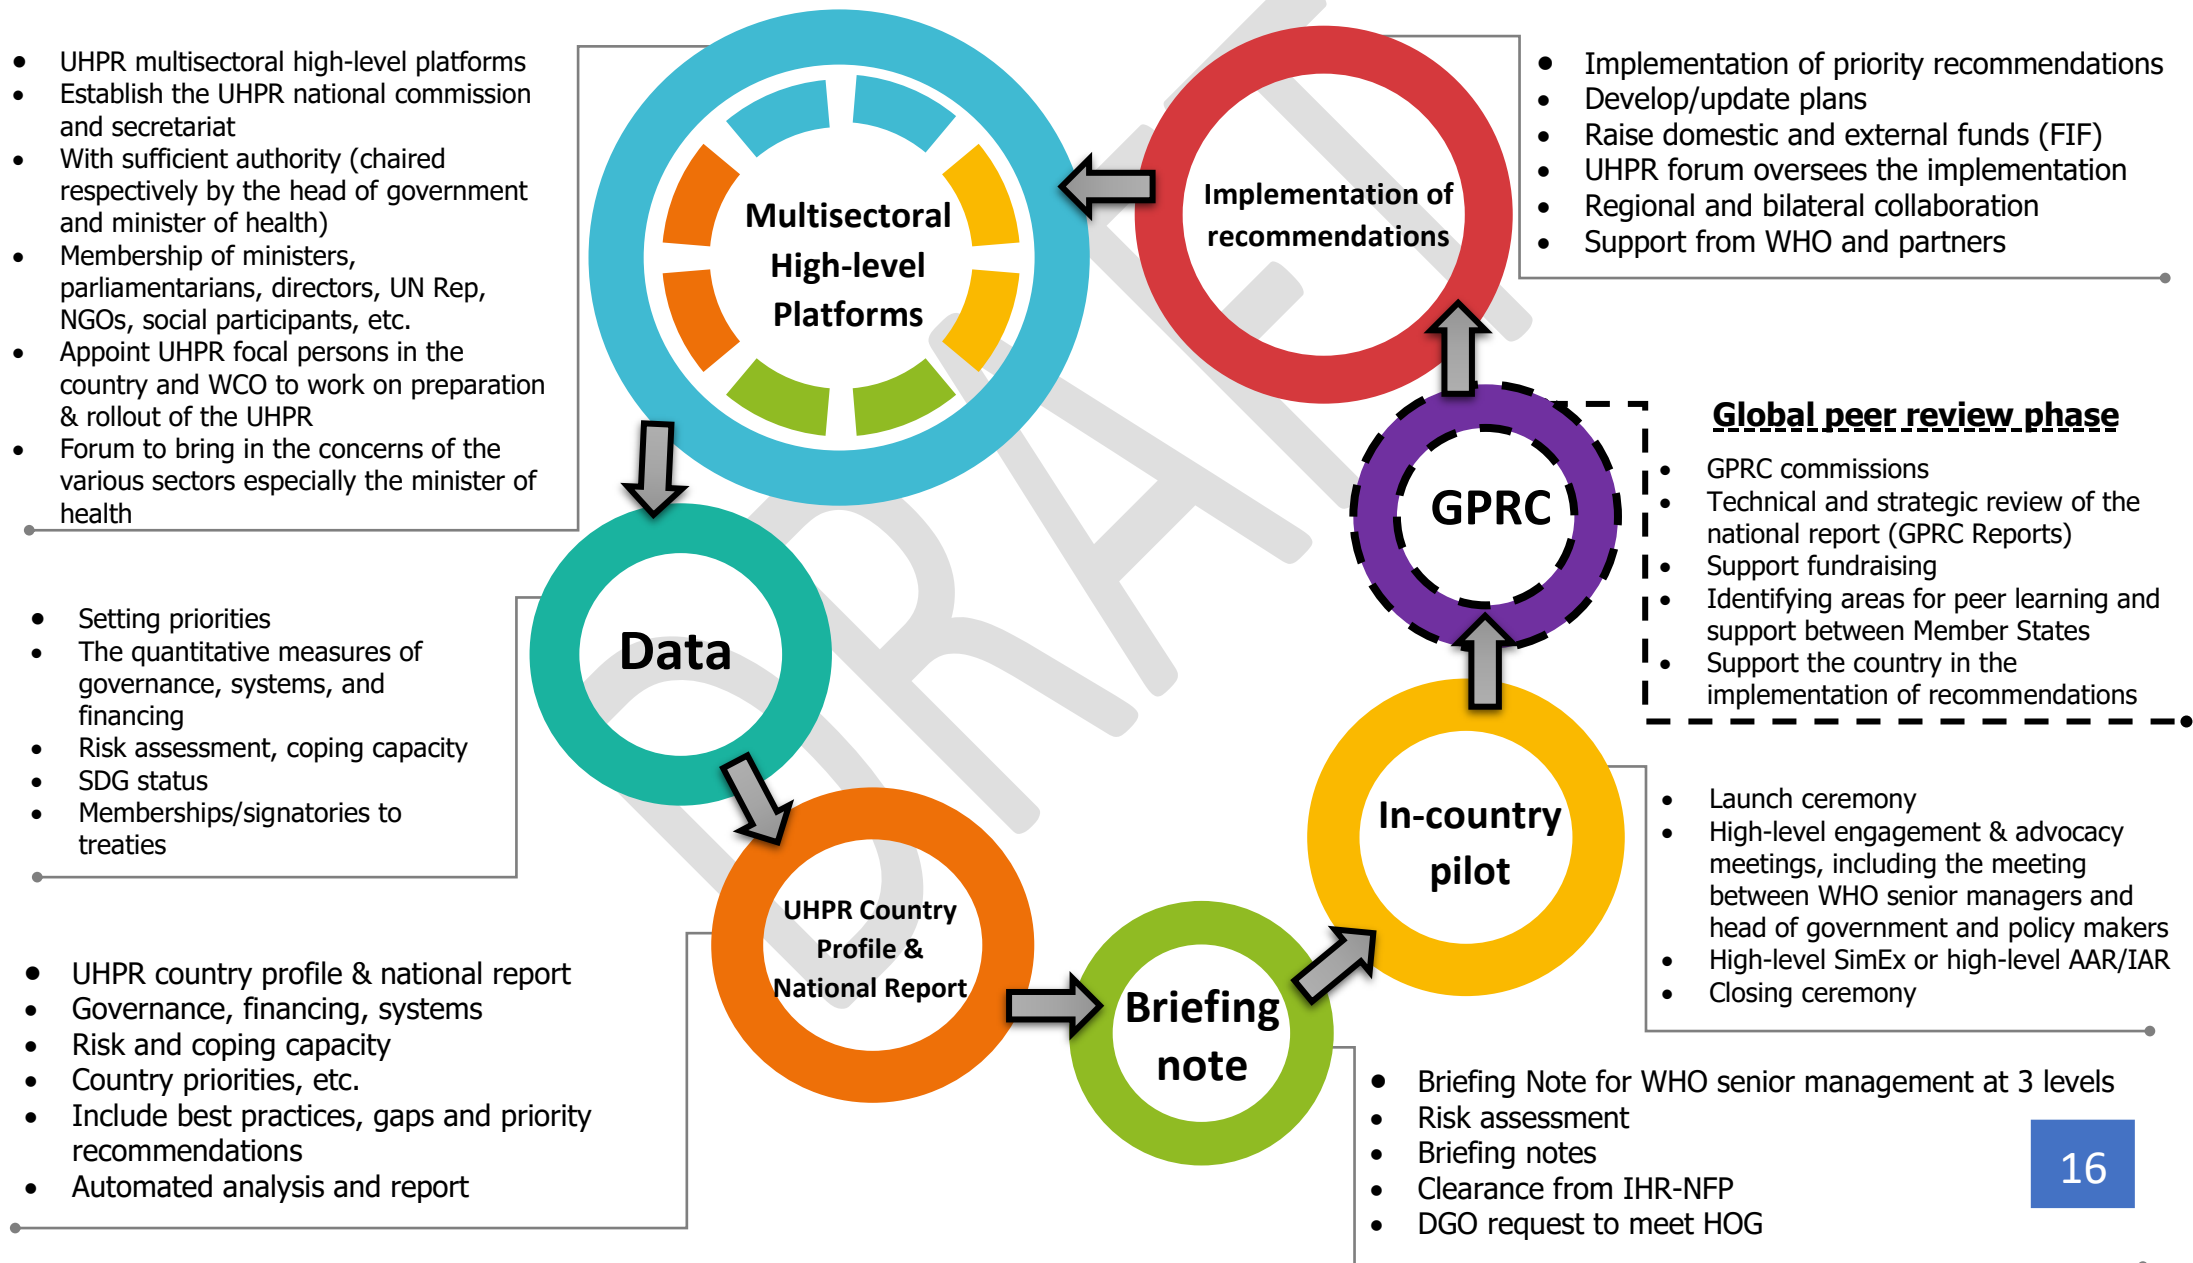 • UHPR multisectoral high-level platforms
• Establish the UHPR national commission
and secretariat
• With sufficient authority (chaired
respectively by the head of government
and minister of health)
• Membership of ministers,
parliamentarians, directors, UN Rep,
NGOs, social participants, etc.
• Appoint UHPR focal persons in the
country and WCO to work on preparation
& rollout of the UHPR
• Forum to bring in the concerns of the
various sectors especially the minister of
health
Multisectoral
High-level
Platforms
Implementation of
recommendations
• Implementation of priority recommendations
• Develop/update plans
• Raise domestic and external funds (FIF)
• UHPR forum oversees the implementation
• Regional and bilateral collaboration
• Support from WHO and partners
GPRC
Global peer review phase
• GPRC commissions
• Technical and strategic review of the
national report (GPRC Reports)
• Support fundraising
• Identifying areas for peer learning and
support between Member States
• Support the country in the
implementation of recommendations
Data
• Setting priorities
• The quantitative measures of
governance, systems, and
financing
• Risk assessment, coping capacity
• SDG status
• Memberships/signatories to
treaties
In-country
pilot
• Launch ceremony
• High-level engagement & advocacy
meetings, including the meeting
between WHO senior managers and
head of government and policy makers
• High-level SimEx or high-level AAR/IAR
• Closing ceremony
UHPR Country
Profile &
National Report
• UHPR country profile & national report
• Governance, financing, systems
• Risk and coping capacity
• Country priorities, etc.
• Include best practices, gaps and priority
recommendations
• Automated analysis and report
Briefing
note
• Briefing Note for WHO senior management at 3 levels
• Risk assessment
• Briefing notes
• Clearance from IHR-NFP
• DGO request to meet HOG
16
DRAFT